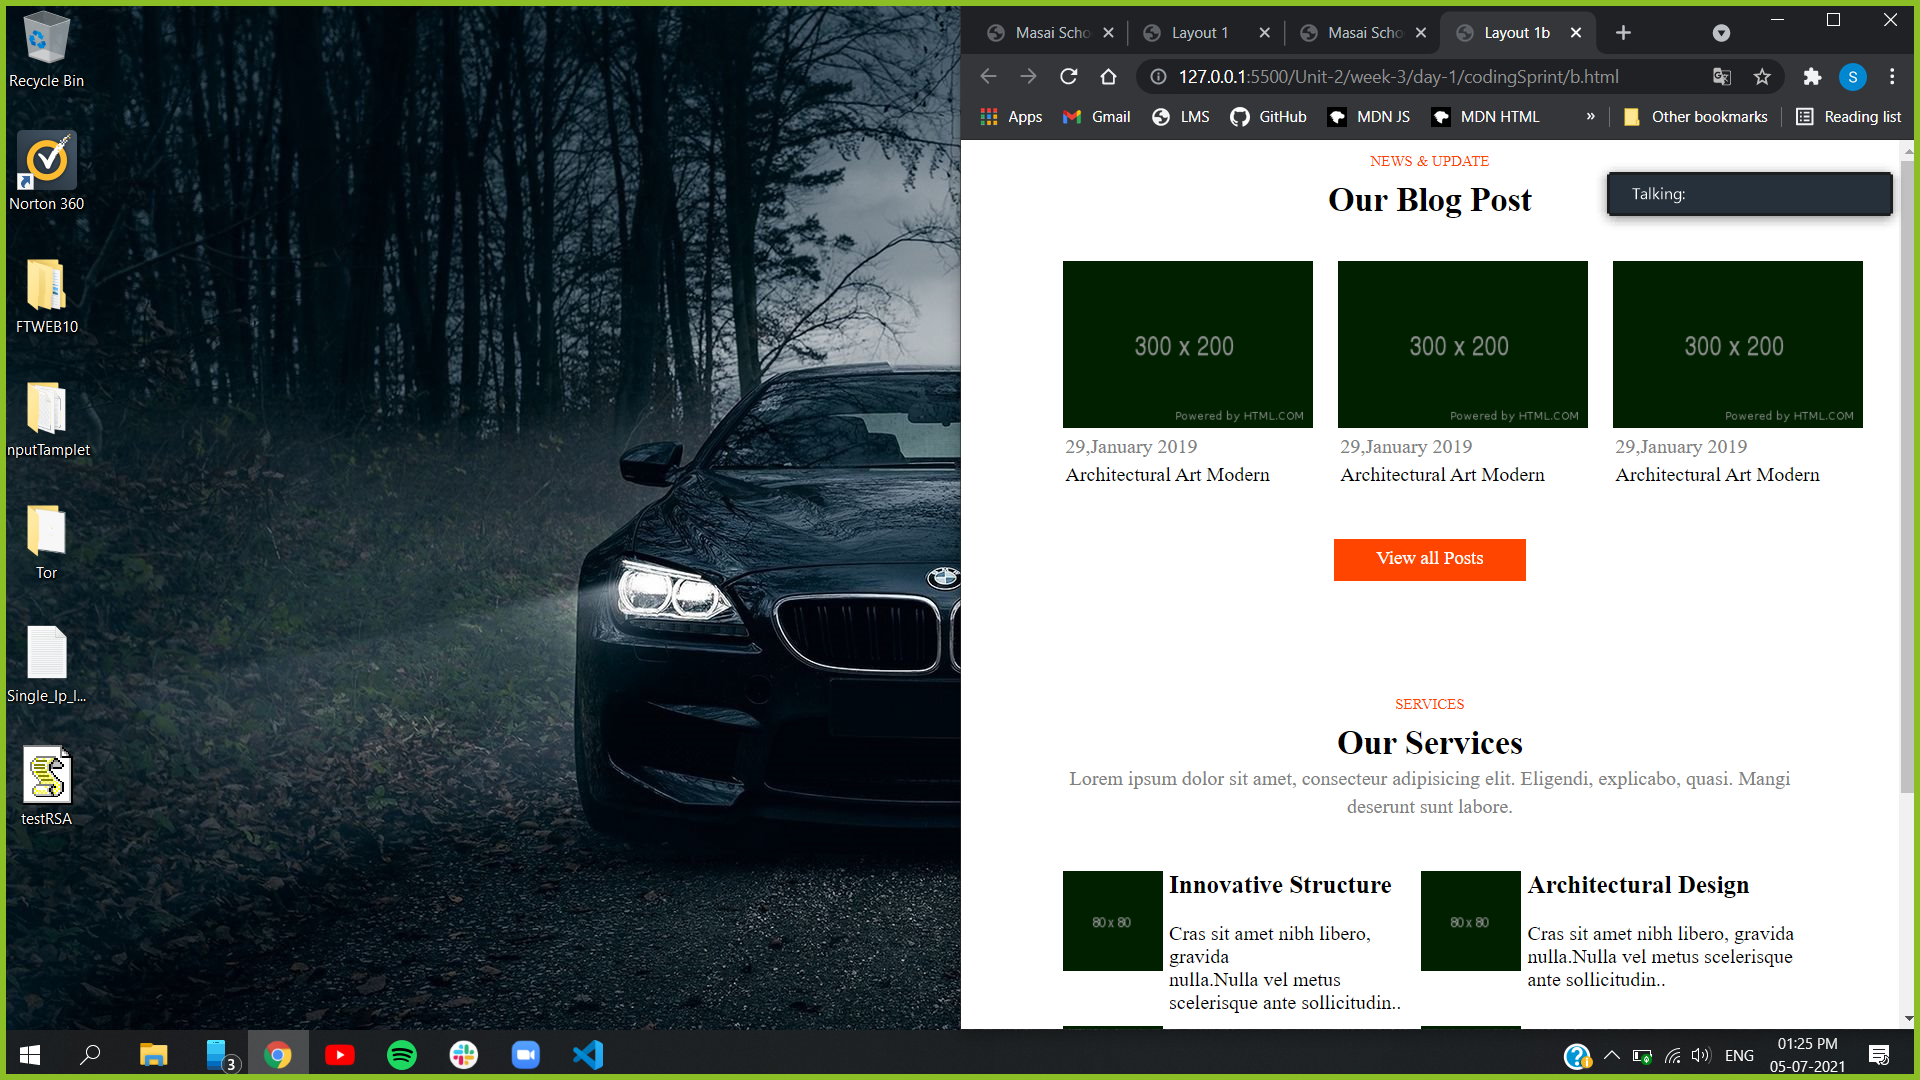 Recycle Bin
Norton 360
FTWEB10
nputTamplet
Tor
Single_Ip_l...
testRSA
Masai Scho
Layout 1
Masai Scho
Layout 1b
127.0.0.1:5500/Unit-2/week-3/day-1/codingSprint/b.html
S
Apps
Gmail
LMS
GitHub
MDN JS
MDN HTML
»
Other bookmarks
Reading list
NEWS & UPDATE
Our Blog Post
Talking:
300 x 200
Powered by HTML.COM
300 x 200
Powered by HTML.COM
300 x 200
Powered by HTML.COM
29,January 2019
Architectural Art Modern
29,January 2019
Architectural Art Modern
29,January 2019
Architectural Art Modern
View all Posts
SERVICES
Our Services
Lorem ipsum dolor sit amet, consecteur adipisicing elit. Eligendi, explicabo, quasi. Mangi
deserunt sunt labore.
80 x 80
Innovative Structure
Cras sit amet nibh libero,
gravida
nulla.Nulla vel metus
scelerisque ante sollicitudin..
80 x 80
Architectural Design
Cras sit amet nibh libero, gravida
nulla.Nulla vel metus scelerisque
ante sollicitudin..
3
ENG
01:25 PM
05-07-2021